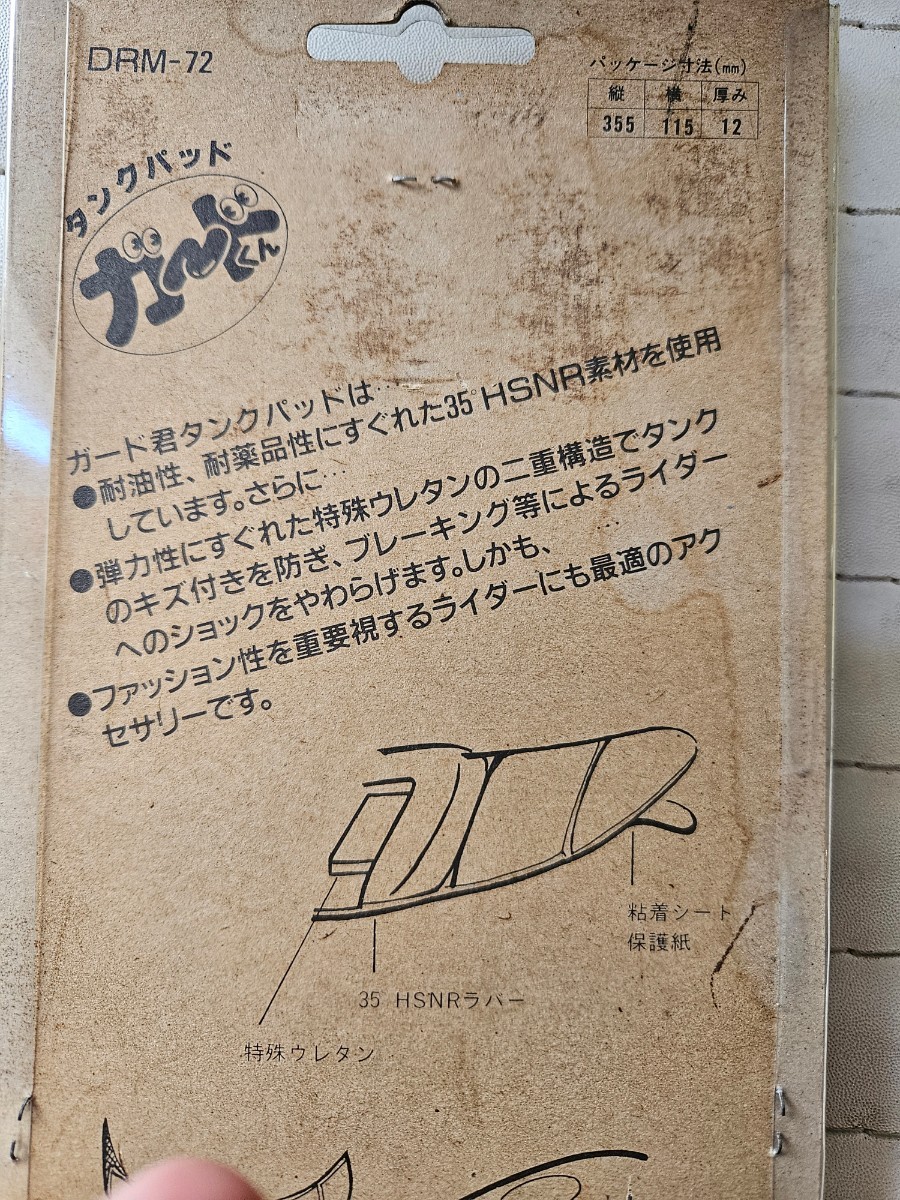 DRM-72
パッケージ寸法(mm)
縦 横 厚み
355 115 12
タンクパッド
ガードくん
ガード君タンクパッドは…
●耐油性、耐薬品性にすぐれた35°HSNR素材を使用
しています。さらに…
●弾力性にすぐれた特殊ウレタンの二重構造でタンク
のキズ付きを防ぎ、ブレーキング等によるライダー
へのショックをやわらげます。しかも、
●ファッション性を重要視するライダーにも最適のアク
セサリーです。
粘着シート
保護紙
35 HSNRラバー
特殊ウレタン